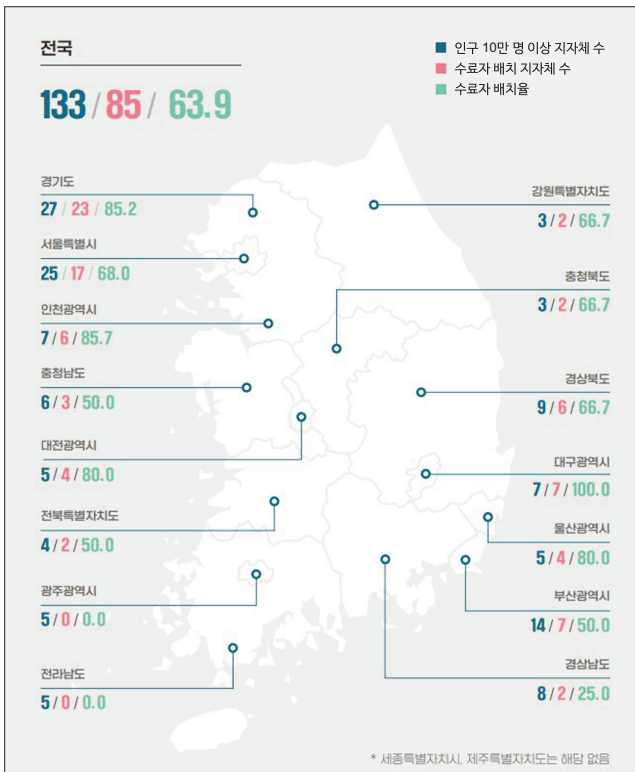 전국
133 / 85 / 63.9
인구 10만 명 이상 지자체 수
수료자 배치 지자체 수
수료자 배치율
경기도
27 / 23 / 85.2
서울특별시
25 / 17 / 68.0
인천광역시
7 / 6 / 85.7
충청남도
6 / 3 / 50.0
대전광역시
5 / 4 / 80.0
전북특별자치도
4 / 2 / 50.0
광주광역시
5 / 0 / 0.0
전라남도
5 / 0 / 0.0
강원특별자치도
3 / 2 / 66.7
충청북도
3 / 2 / 66.7
경상북도
9 / 6 / 66.7
대구광역시
7 / 7 / 100.0
울산광역시
5 / 4 / 80.0
부산광역시
14 / 7 / 50.0
경상남도
8 / 2 / 25.0
* 세종특별자치시, 제주특별자치도는 해당 없음